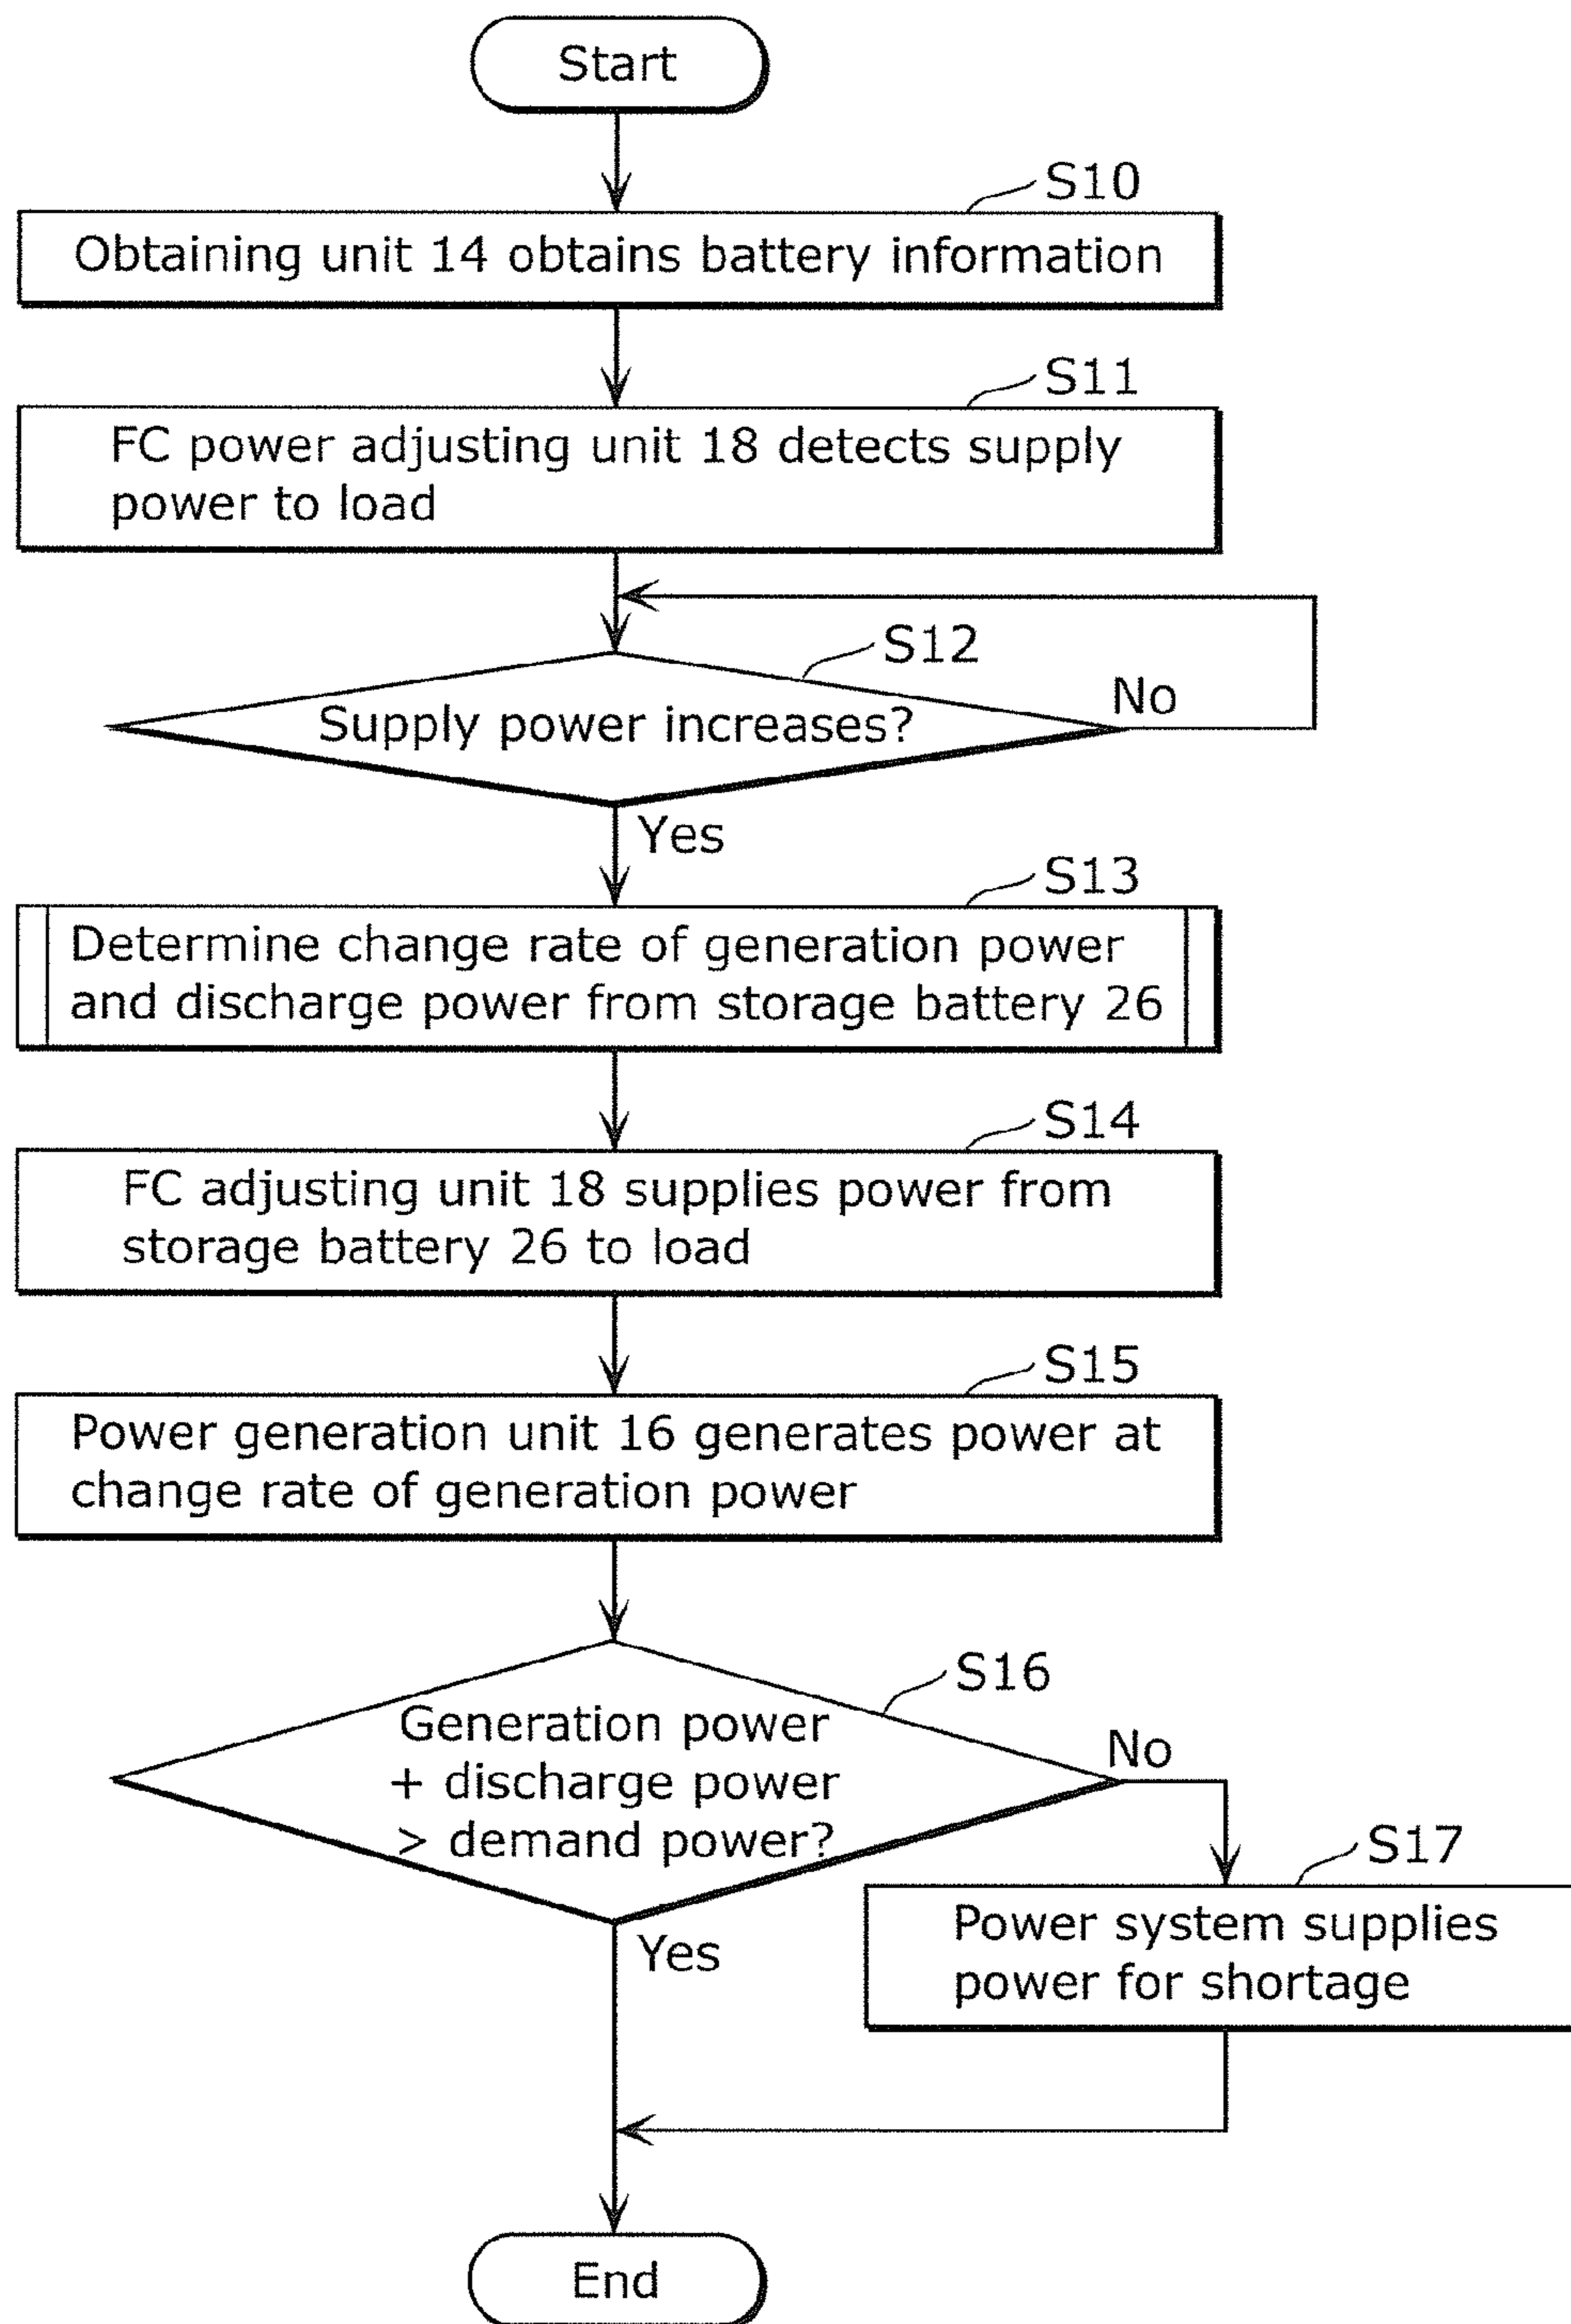 Start
S10
Obtaining unit 14 obtains battery information
S11
FC power adjusting unit 18 detects supply
power to load
S12
Supply power increases?
No
Yes
S13
Determine change rate of generation power
and discharge power from storage battery 26
S14
FC adjusting unit 18 supplies power from
storage battery 26 to load
S15
Power generation unit 16 generates power at
change rate of generation power
S16
Generation power
+ discharge power
> demand power?
No
Yes
S17
Power system supplies
power for shortage
End